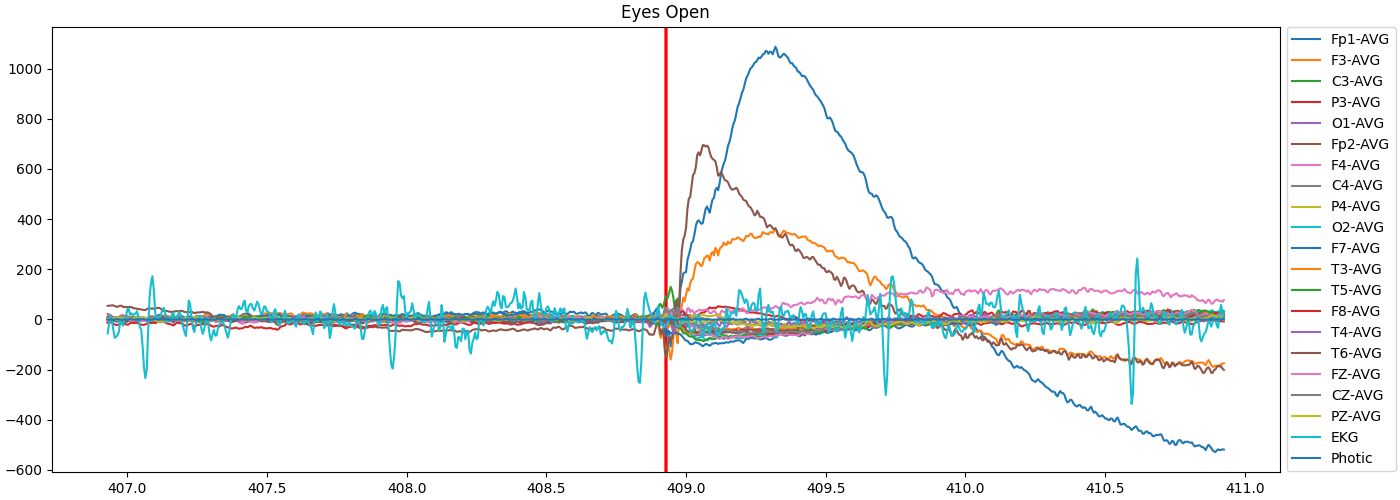 Eyes Open
1000
800
600
400
200
0
−200
−400
−600
407.0 407.5 408.0 408.5 409.0 409.5 410.0 410.5 411.0
Fp1-AVG
F3-AVG
C3-AVG
P3-AVG
O1-AVG
Fp2-AVG
F4-AVG
C4-AVG
P4-AVG
O2-AVG
F7-AVG
T3-AVG
T5-AVG
F8-AVG
T4-AVG
T6-AVG
FZ-AVG
CZ-AVG
PZ-AVG
EKG
Photic